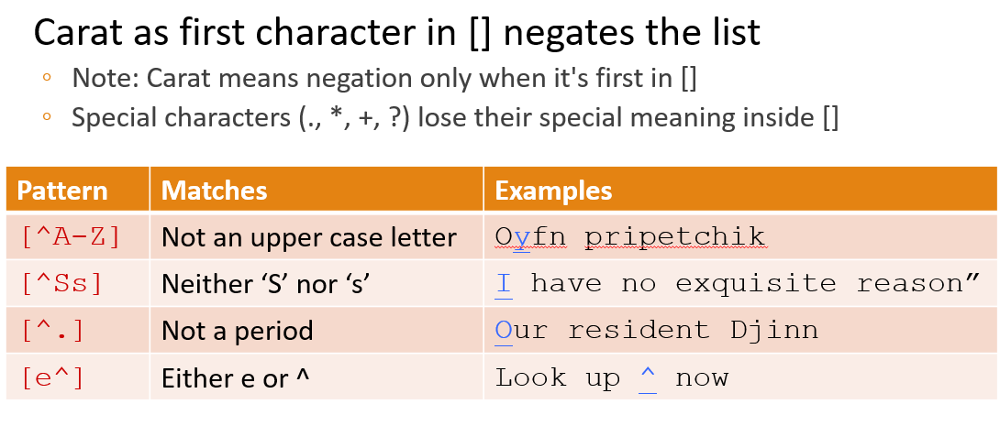 Carat as first character in [] negates the list
◦ Note: Carat means negation only when it's first in []
◦ Special characters (., *, +, ?) lose their special meaning inside []
Pattern Matches Examples
[^A-Z] Not an upper case letter Oyfn pripetchik
[^Ss] Neither ‘S’ nor ‘s’ I have no exquisite reason”
[^.] Not a period Our resident Djinn
[e^] Either e or ^ Look up ^ now